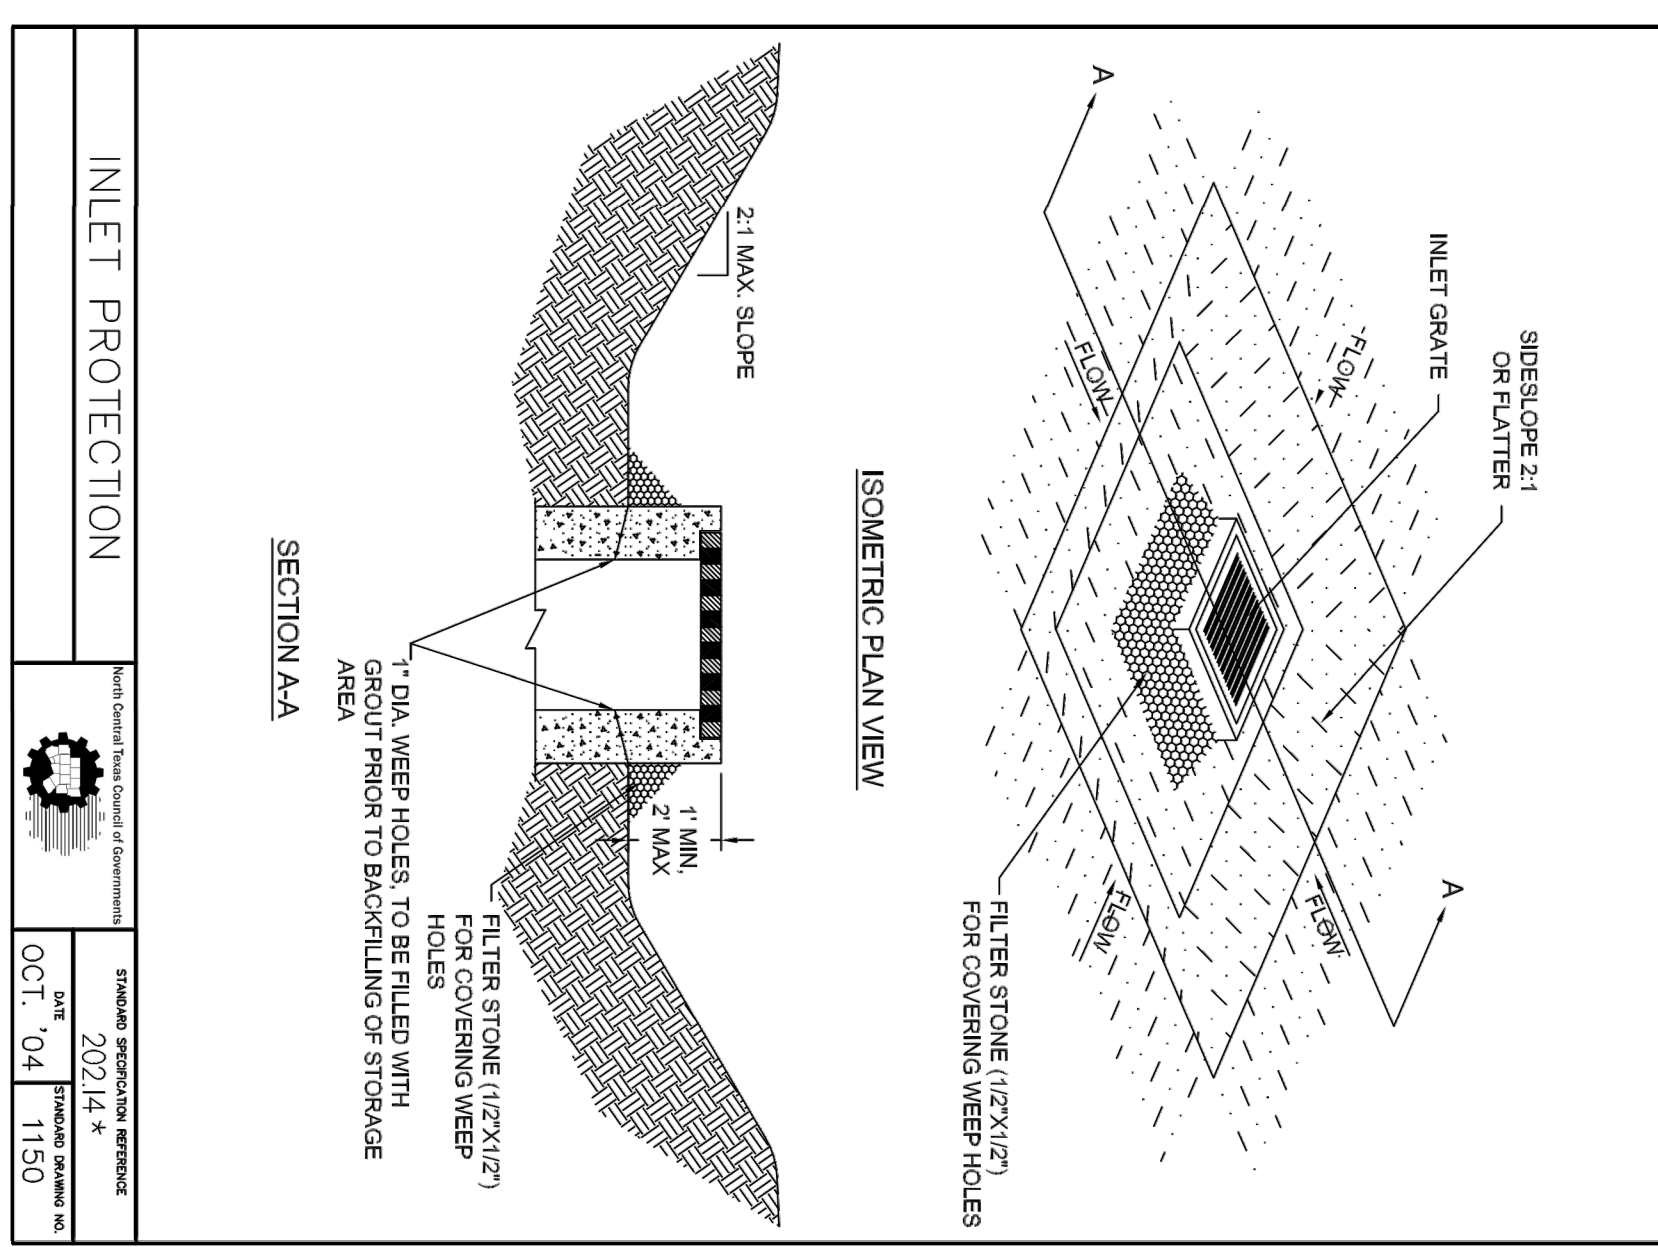 A
A
SIDESLOPE 2:1
OR FLATTER
INLET GRATE
FLOW
FLOW
FLOW
FLOW
FILTER STONE (1/2"X1/2")
FOR COVERING WEEP HOLES
ISOMETRIC PLAN VIEW
2:1 MAX. SLOPE
1' MIN,
2' MAX
FILTER STONE (1/2"X1/2")
FOR COVERING WEEP
HOLES
1" DIA. WEEP HOLES, TO BE FILLED WITH
GROUT PRIOR TO BACKFILLING OF STORAGE
AREA
SECTION A-A
INLET PROTECTION
North Central Texas Council of Governments
STANDARD SPECIFICATION REFERENCE
202.14*
DATE
OCT. '04
STANDARD DRAWING NO.
1150